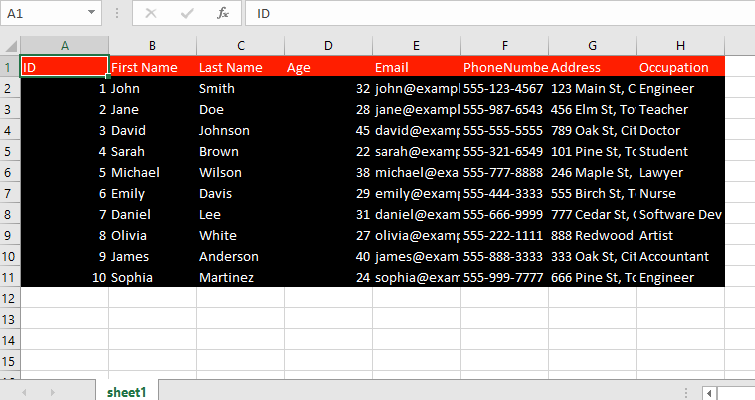 A1 fx ID
A B C D E F G H
1 ID First Name Last Name Age Email PhoneNumbe Address Occupation
2 1 John Smith 32 john@exampl 555-123-4567 123 Main St, C Engineer
3 2 Jane Doe 28 jane@exampl 555-987-6543 456 Elm St, To Teacher
4 3 David Johnson 45 david@examp 555-555-5555 789 Oak St, Cit Doctor
5 4 Sarah Brown 22 sarah@examp 555-321-6549 101 Pine St, To Student
6 5 Michael Wilson 38 michael@exa 555-777-8888 246 Maple St, Lawyer
7 6 Emily Davis 29 emily@examp 555-444-3333 555 Birch St, T Nurse
8 7 Daniel Lee 31 daniel@exam 555-666-9999 777 Cedar St, Software Dev
9 8 Olivia White 27 olivia@examp 555-222-1111 888 Redwood Artist
10 9 James Anderson 40 james@exam 555-888-3333 333 Oak St, Cit Accountant
11 10 Sophia Martinez 24 sophia@exam 555-999-7777 666 Pine St, To Engineer
12
13
14
15
sheet1